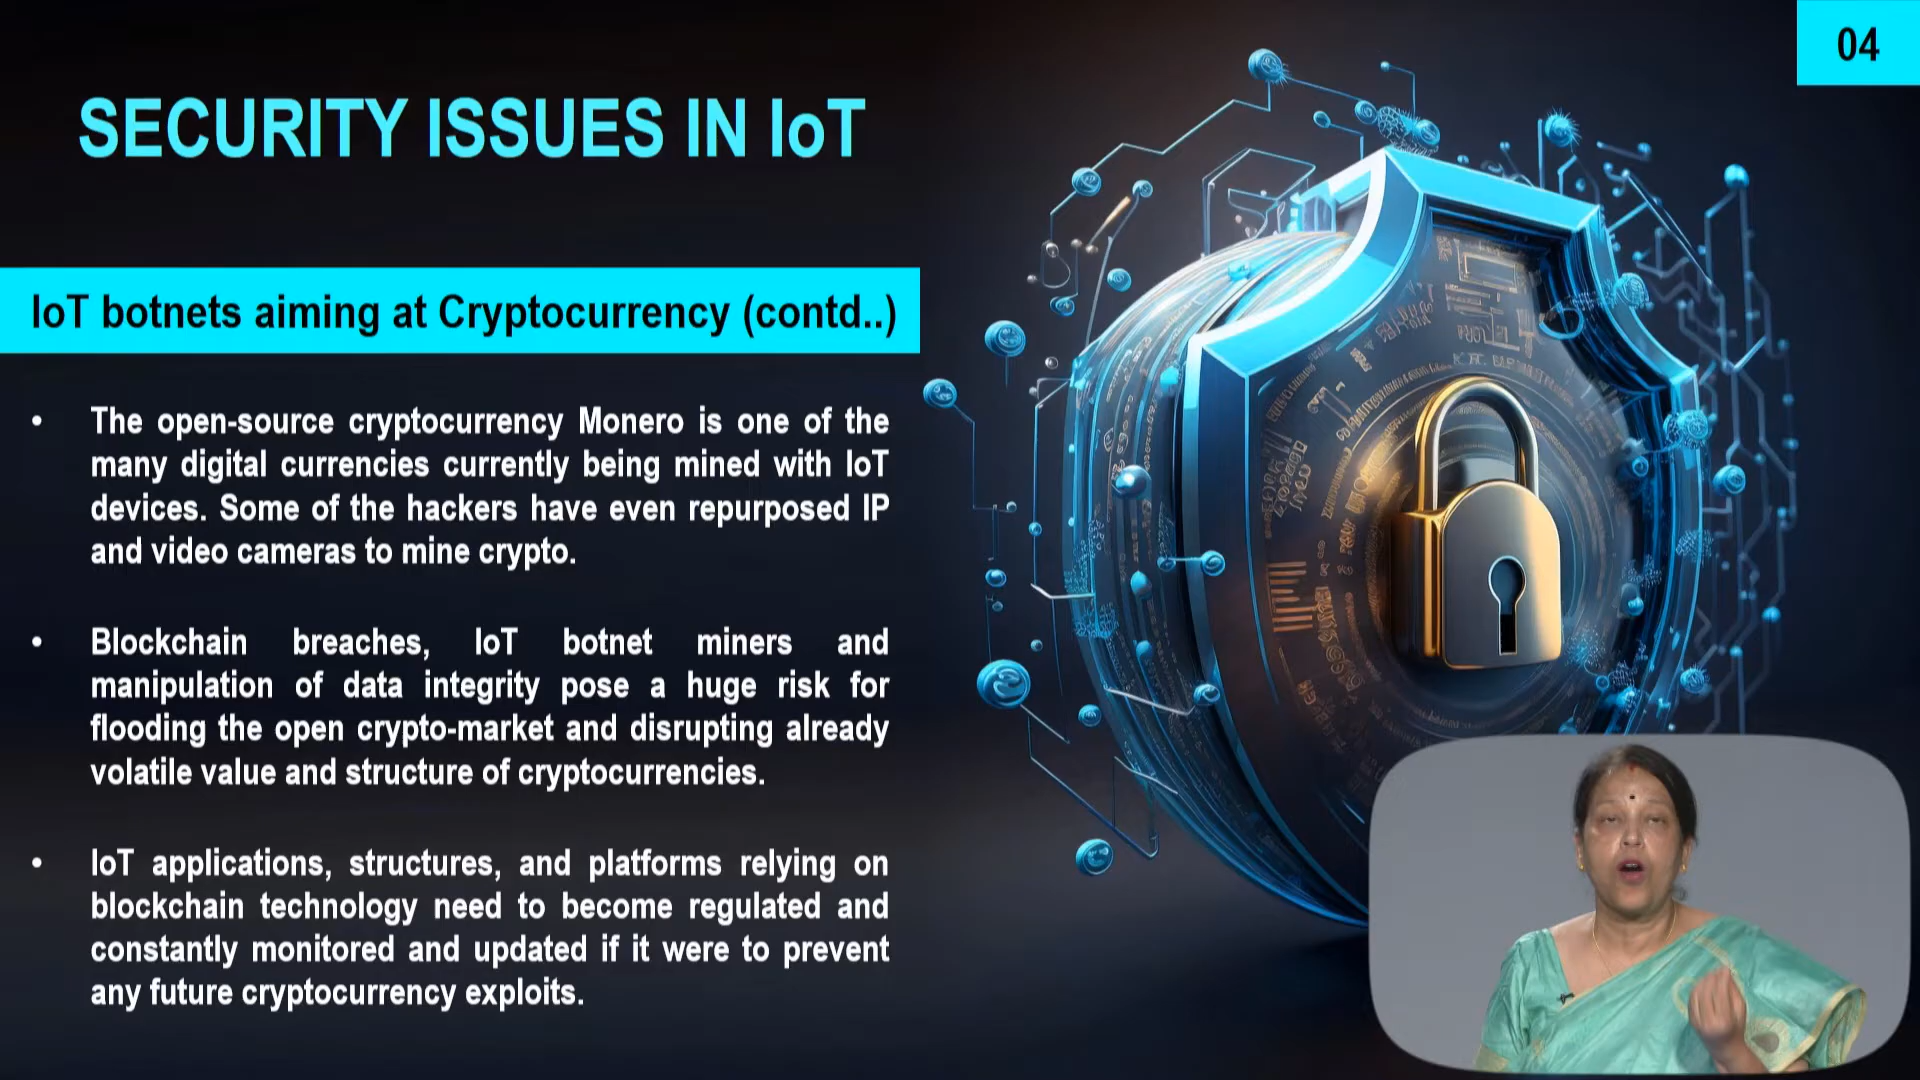 04
SECURITY ISSUES IN IoT
IoT botnets aiming at Cryptocurrency (contd..)
• The open-source cryptocurrency Monero is one of the
many digital currencies currently being mined with IoT
devices. Some of the hackers have even repurposed IP
and video cameras to mine crypto.
• Blockchain breaches, IoT botnet miners and
manipulation of data integrity pose a huge risk for
flooding the open crypto-market and disrupting already
volatile value and structure of cryptocurrencies.
• IoT applications, structures, and platforms relying on
blockchain technology need to become regulated and
constantly monitored and updated if it were to prevent
any future cryptocurrency exploits.